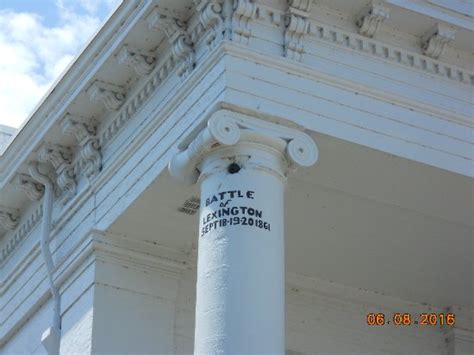 BATTLE
of
LEXINGTON
SEPT 18-19-20 1861
06.08.2016